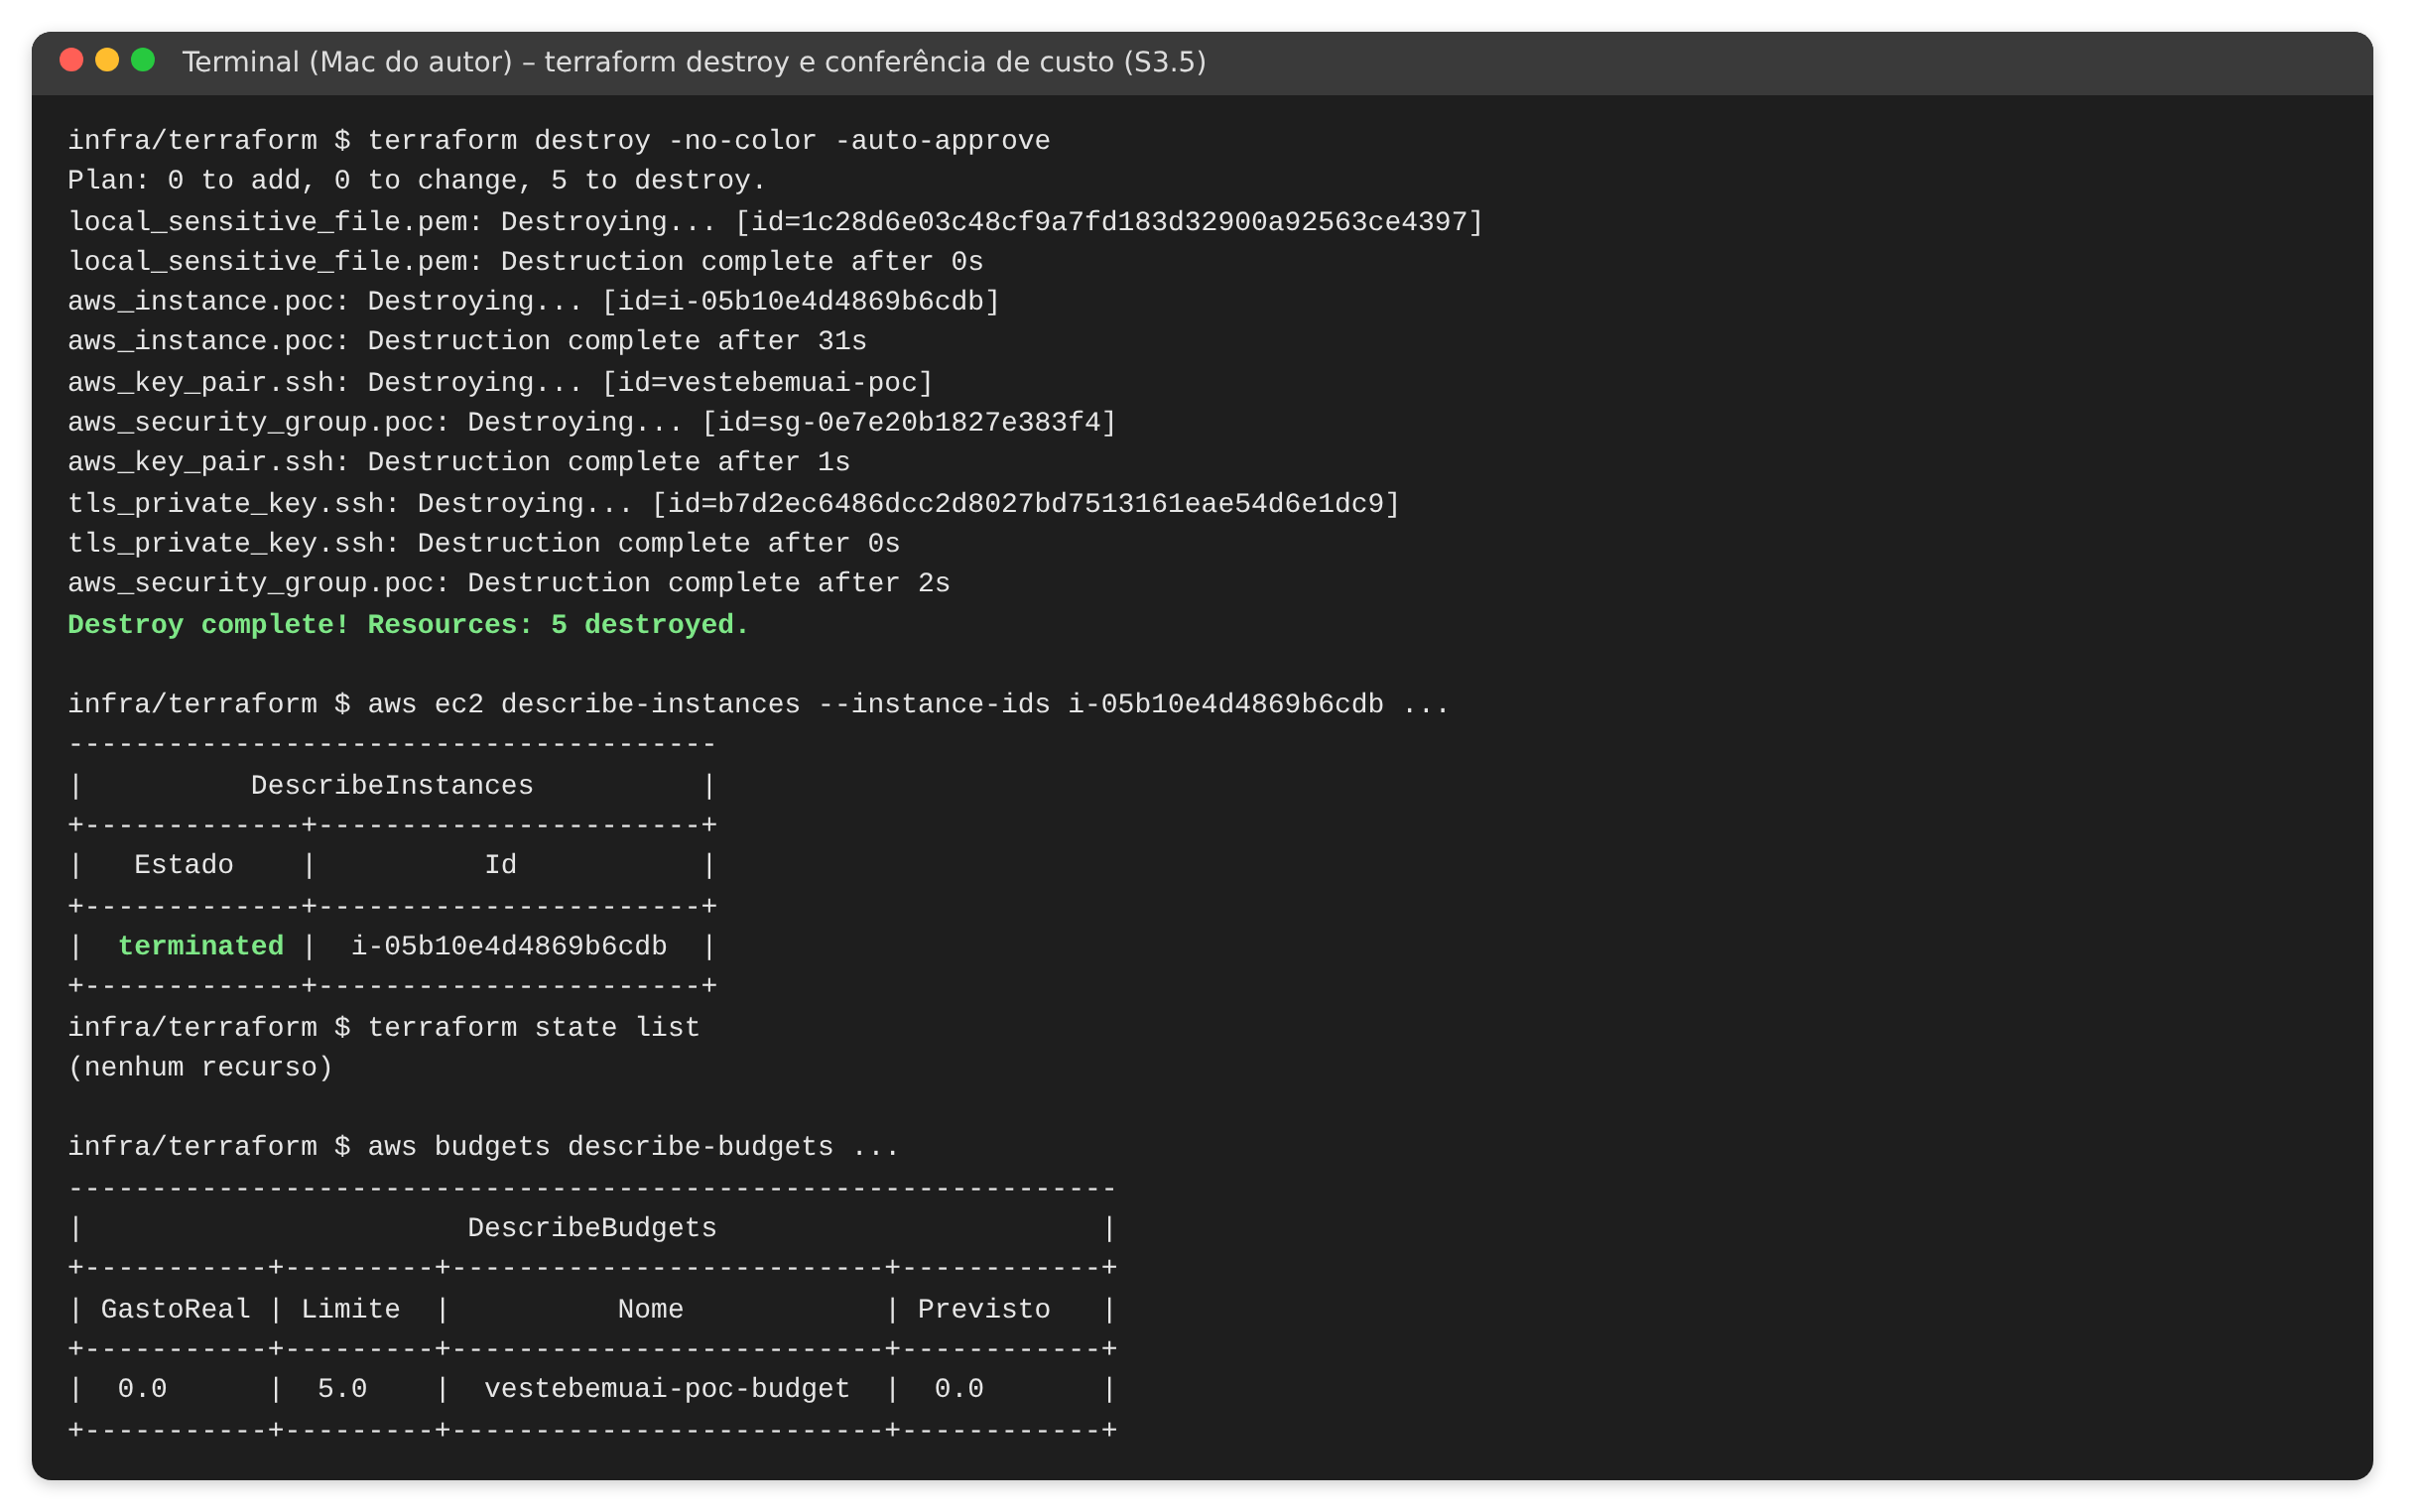 Terminal (Mac do autor) – terraform destroy e conferência de custo (S3.5)
infra/terraform $ terraform destroy -no-color -auto-approve
Plan: 0 to add, 0 to change, 5 to destroy.
local_sensitive_file.pem: Destroying... [id=1c28d6e03c48cf9a7fd183d32900a92563ce4397]
local_sensitive_file.pem: Destruction complete after 0s
aws_instance.poc: Destroying... [id=i-05b10e4d4869b6cdb]
aws_instance.poc: Destruction complete after 31s
aws_key_pair.ssh: Destroying... [id=vestebemuai-poc]
aws_security_group.poc: Destroying... [id=sg-0e7e20b1827e383f4]
aws_key_pair.ssh: Destruction complete after 1s
tls_private_key.ssh: Destroying... [id=b7d2ec6486dcc2d8027bd7513161eae54d6e1dc9]
tls_private_key.ssh: Destruction complete after 0s
aws_security_group.poc: Destruction complete after 2s
Destroy complete! Resources: 5 destroyed.

infra/terraform $ aws ec2 describe-instances --instance-ids i-05b10e4d4869b6cdb ...
---------------------------------------
|          DescribeInstances          |
+-------------+-----------------------+
|   Estado    |          Id           |
+-------------+-----------------------+
|  terminated |  i-05b10e4d4869b6cdb  |
+-------------+-----------------------+
infra/terraform $ terraform state list
(nenhum recurso)

infra/terraform $ aws budgets describe-budgets ...
---------------------------------------------------------------
|                       DescribeBudgets                       |
+-----------+---------+--------------------------+------------+
| GastoReal | Limite  |          Nome            | Previsto   |
+-----------+---------+--------------------------+------------+
|  0.0      |  5.0    |  vestebemuai-poc-budget  |  0.0       |
+-----------+---------+--------------------------+------------+